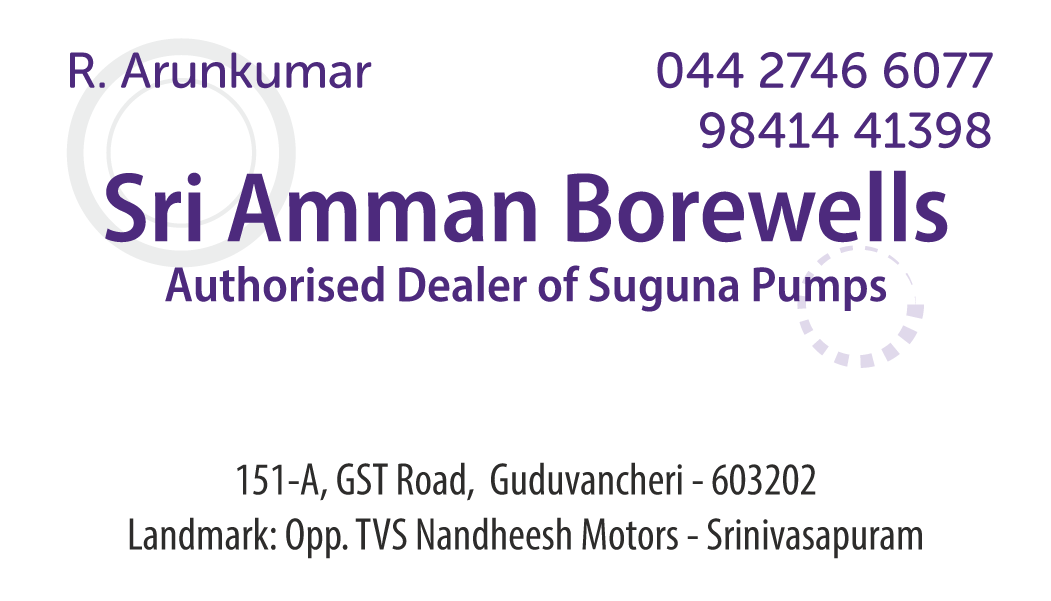 R. Arunkumar
044 2746 6077
98414 41398
Sri Amman Borewells
Authorised Dealer of Suguna Pumps
151-A, GST Road, Guduvancheri - 603202
Landmark: Opp. TVS Nandheesh Motors - Srinivasapuram